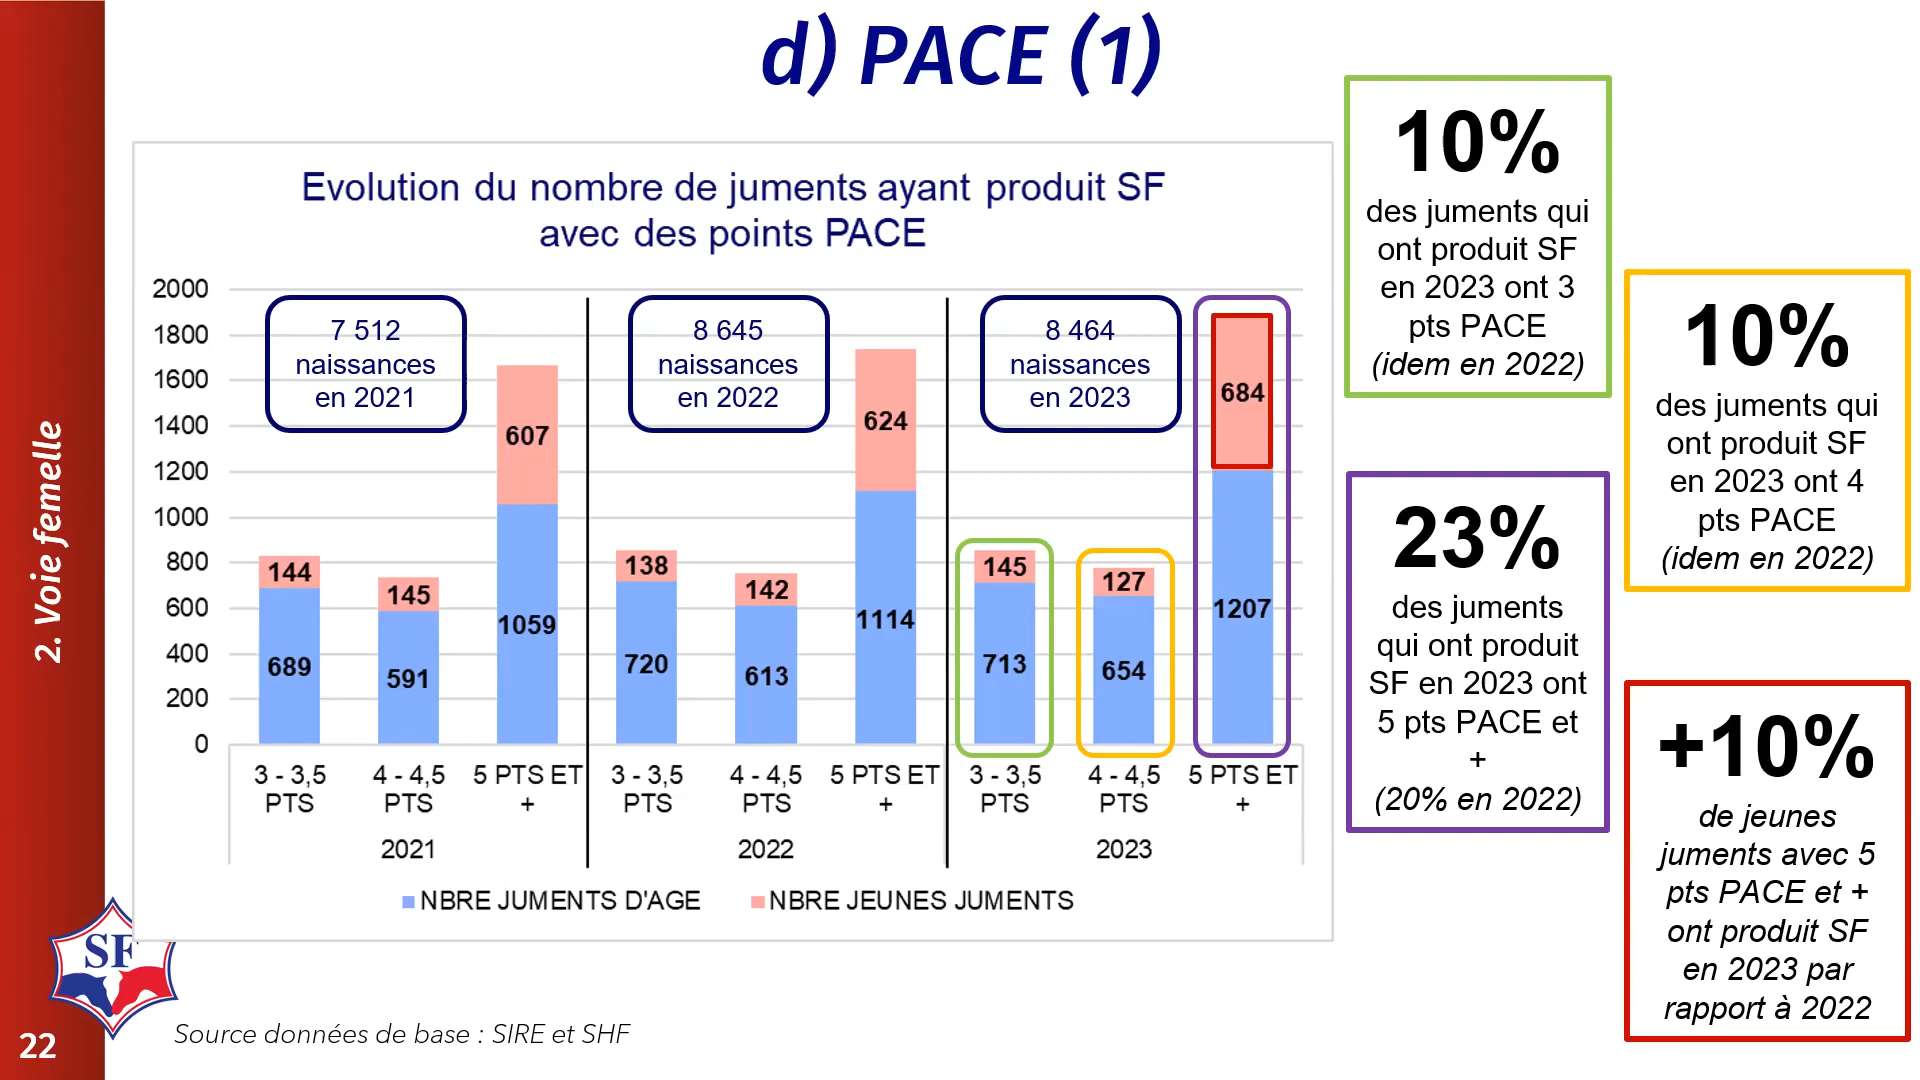 d) PACE (1)
Evolution du nombre de juments ayant produit SF
avec des points PACE
2000
1800
1600
1400
1200
1000
800
600
400
200
0
7 512
naissances
en 2021
8 645
naissances
en 2022
8 464
naissances
en 2023
144
689
145
591
607
1059
138
720
142
613
624
1114
145
713
127
654
684
1207
3 - 3,5
PTS
4 - 4,5
PTS
5 PTS ET
+
3 - 3,5
PTS
4 - 4,5
PTS
5 PTS ET
+
3 - 3,5
PTS
4 - 4,5
PTS
5 PTS ET
+
2021
2022
2023
NBRE JUMENTS D'AGE
NBRE JEUNES JUMENTS
10%
des juments qui
ont produit SF
en 2023 ont 3
pts PACE
(idem en 2022)
10%
des juments qui
ont produit SF
en 2023 ont 4
pts PACE
(idem en 2022)
23%
des juments
qui ont produit
SF en 2023 ont
5 pts PACE et
+
(20% en 2022)
+10%
de jeunes
juments avec 5
pts PACE et +
ont produit SF
en 2023 par
rapport à 2022
2. Voie femelle
SF
22
Source données de base : SIRE et SHF